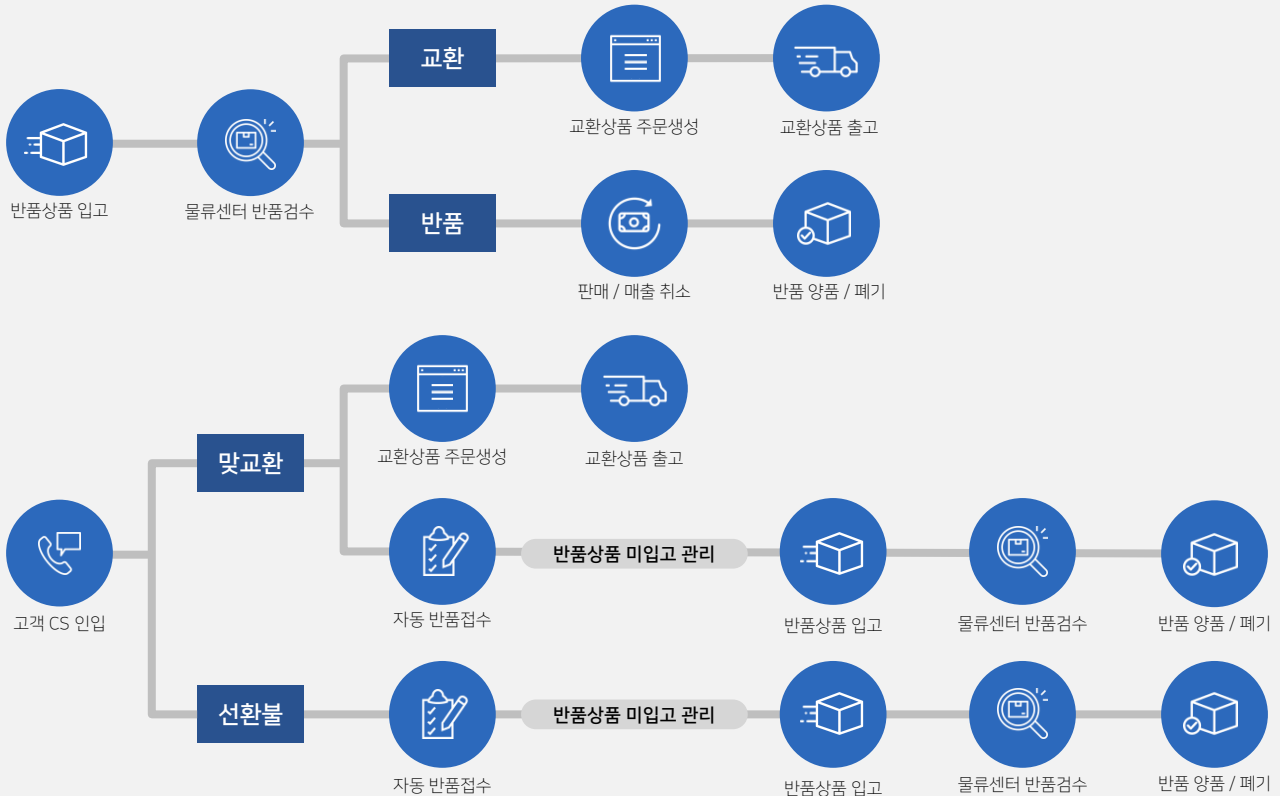 교환
교환상품 주문생성
교환상품 출고
반품상품 입고
물류센터 반품검수
반품
판매 / 매출 취소
반품 양품 / 폐기
교환상품 주문생성
교환상품 출고
맞교환
반품상품 미입고 관리
고객 CS 인입
자동 반품접수
반품상품 입고
물류센터 반품검수
반품 양품 / 폐기
선환불
반품상품 미입고 관리
자동 반품접수
반품상품 입고
물류센터 반품검수
반품 양품 / 폐기